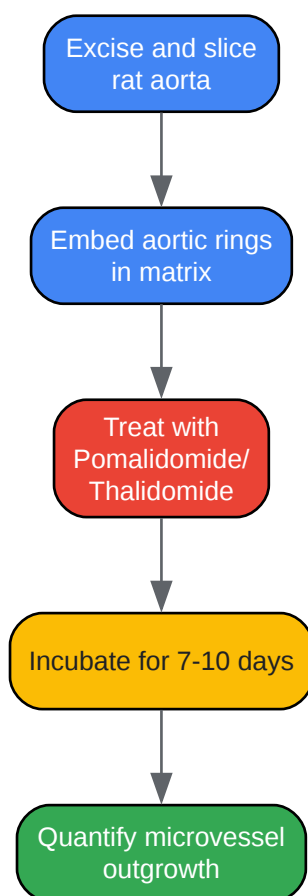 Excise and slice
rat aorta
Embed aortic rings
in matrix
Treat with
Pomalidomide/
Thalidomide
Incubate for 7-10 days
Quantify microvessel
outgrowth